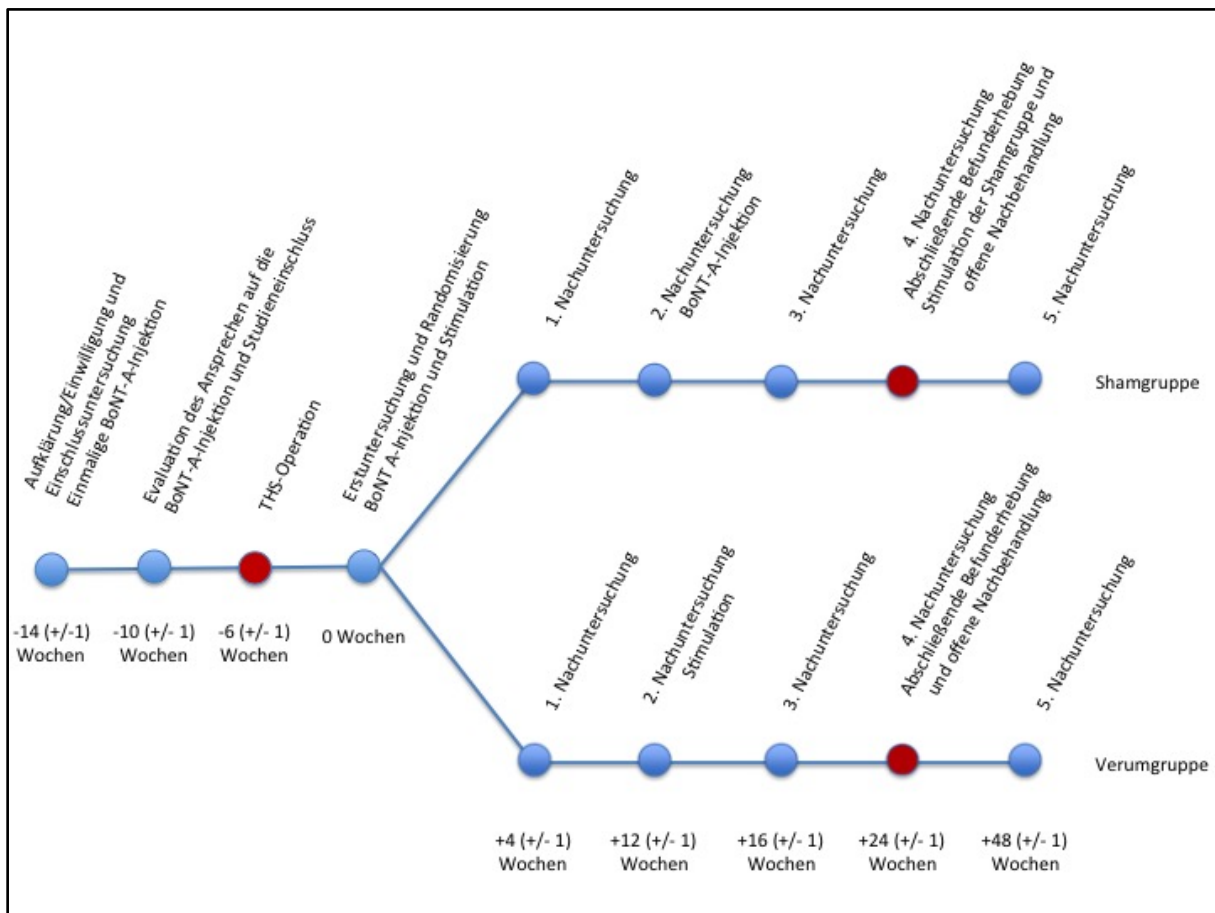 Aufklärung/Einwilligung und
Einschlussuntersuchung
Einmalige BoNT-A-Injektion
Evaluation des Ansprechen auf die
BoNT-A-Injektion und Studieneinschluss
THS-Operation
Erstuntersuchung und Randomisierung
BoNT A-Injektion und Stimulation
-14 (+/-1)
Wochen
-10 (+/- 1)
Wochen
-6 (+/- 1)
Wochen
0 Wochen
1. Nachuntersuchung
2. Nachuntersuchung
BoNT-A-Injektion
3. Nachuntersuchung
4. Nachuntersuchung
Abschließende Befunderhebung
Stimulation der Shamgruppe und
offene Nachbehandlung
5. Nachuntersuchung
Shamgruppe
1. Nachuntersuchung
2. Nachuntersuchung
Stimulation
3. Nachuntersuchung
4. Nachuntersuchung
Abschließende Befunderhebung
und offene Nachbehandlung
5. Nachuntersuchung
Verumgruppe
+4 (+/- 1)
Wochen
+12 (+/- 1)
Wochen
+16 (+/- 1)
Wochen
+24 (+/- 1)
Wochen
+48 (+/- 1)
Wochen